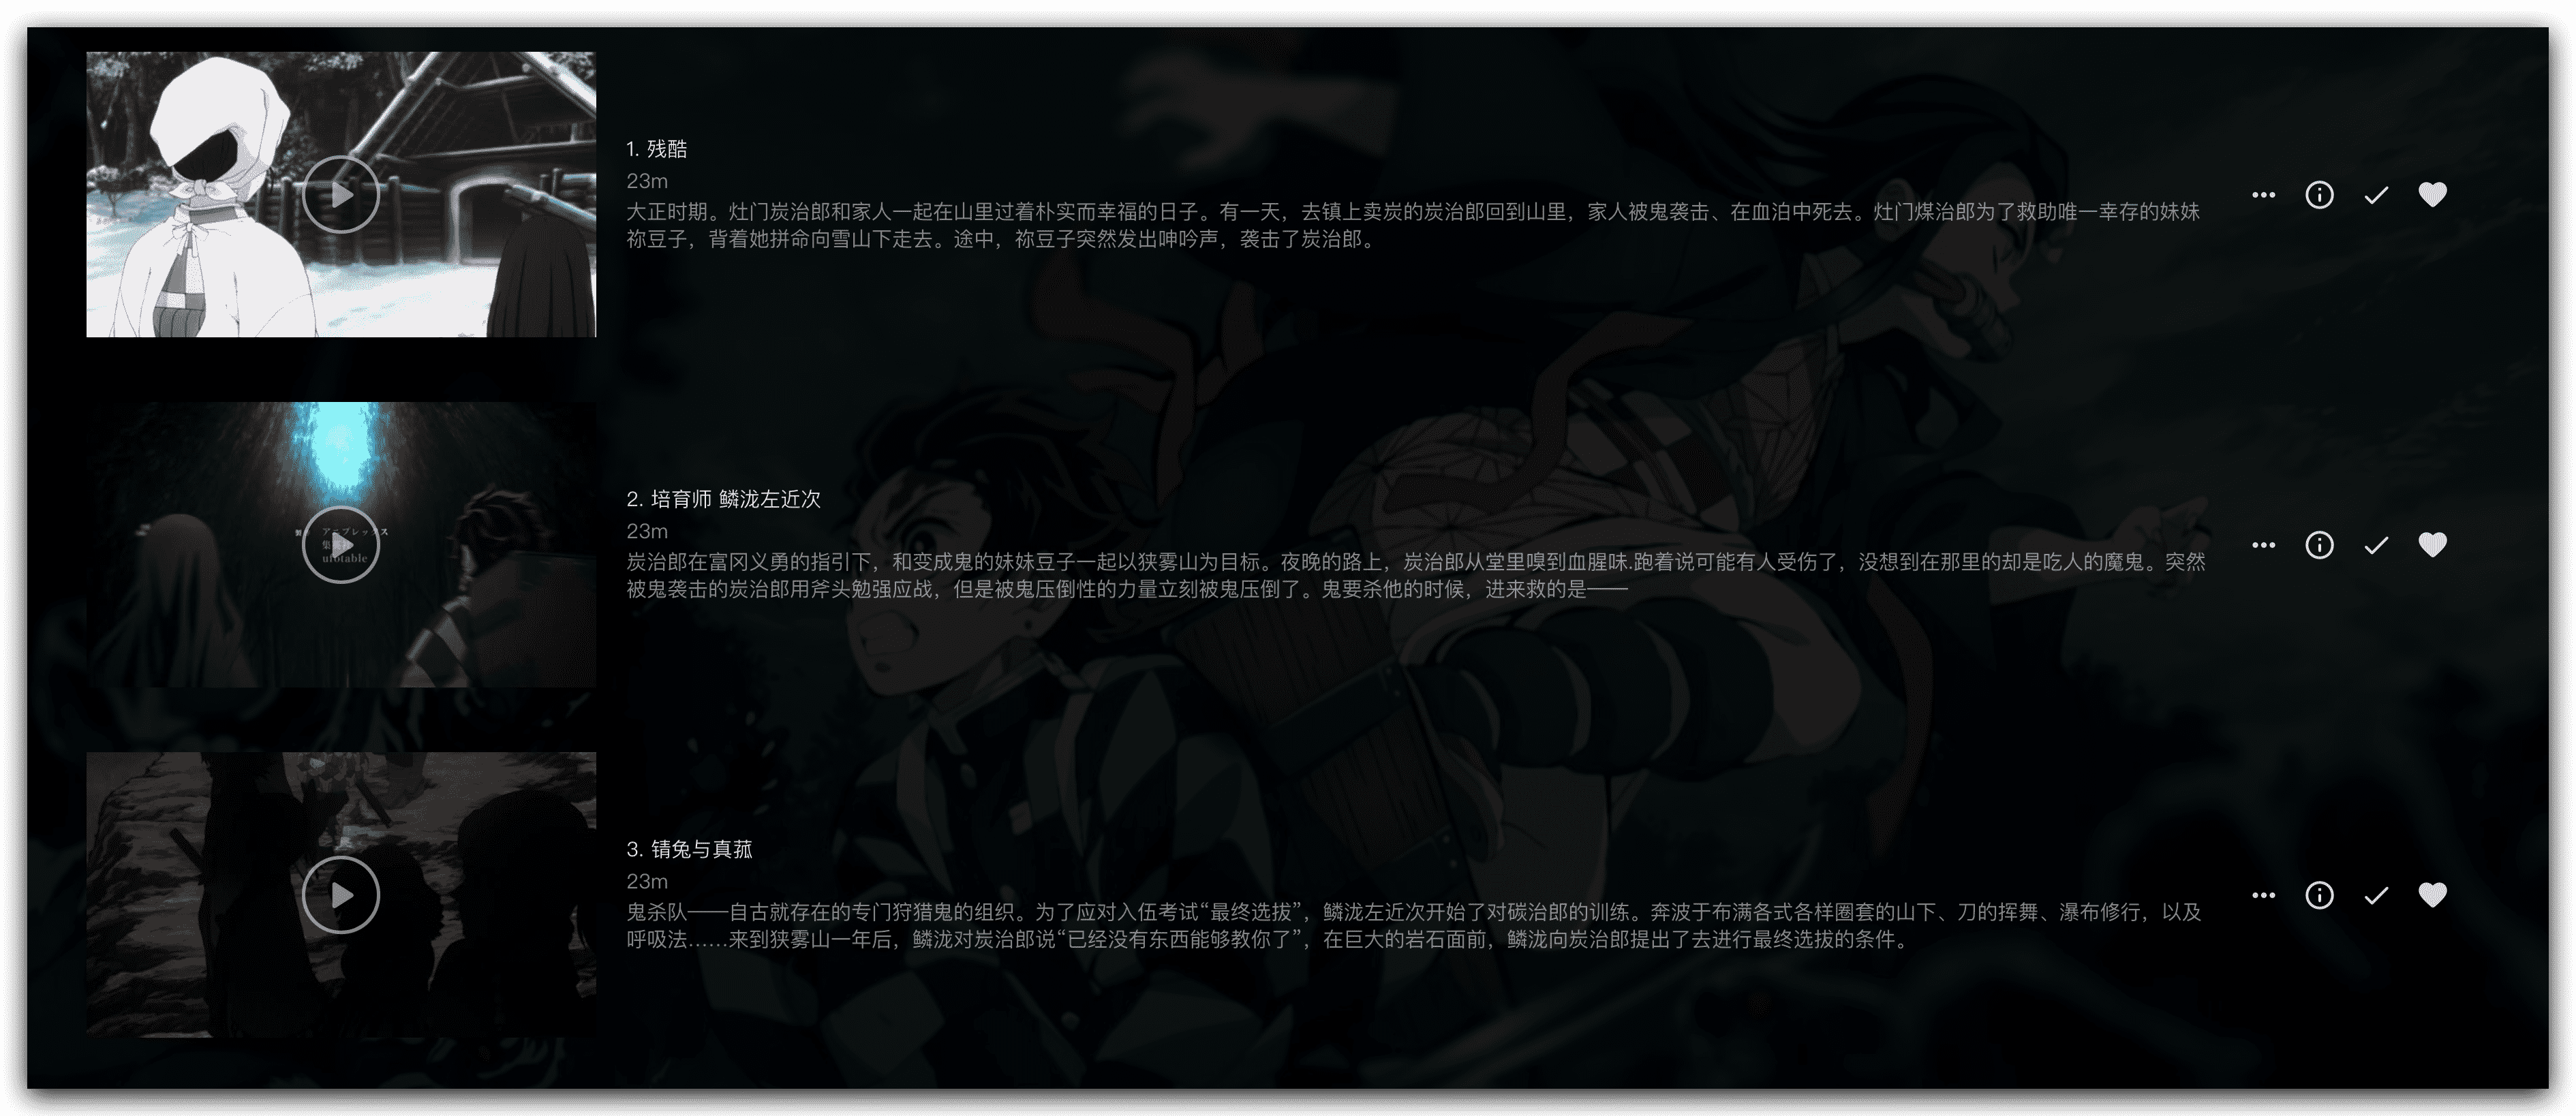 1. 残酷
23m
大正时期。灶门炭治郎和家人一起在山里过着朴实而幸福的日子。有一天，去镇上卖炭的炭治郎回到山里，家人被鬼袭击、在血泊中死去。灶门煤治郎为了救助唯一幸存的妹妹
祢豆子，背着她拼命向雪山下走去。途中，祢豆子突然发出呻吟声，袭击了炭治郎。
アニプレックス
ufotable
2. 培育师 鳞泷左近次
23m
炭治郎在富冈义勇的指引下，和变成鬼的妹妹豆子一起以狭雾山为目标。夜晚的路上，炭治郎从堂里嗅到血腥味.跑着说可能有人受伤了，没想到在那里的却是吃人的魔鬼。突然
被鬼袭击的炭治郎用斧头勉强应战，但是被鬼压倒性的力量立刻被鬼压倒了。鬼要杀他的时候，进来救的是——
3. 锖兔与真菰
23m
鬼杀队——自古就存在的专门狩猎鬼的组织。为了应对入伍考试“最终选拔”，鳞泷左近次开始了对碳治郎的训练。奔波于布满各式各样圈套的山下、刀的挥舞、瀑布修行，以及
呼吸法……来到狭雾山一年后，鳞泷对炭治郎说“已经没有东西能够教你了”，在巨大的岩石面前，鳞泷向炭治郎提出了去进行最终选拔的条件。